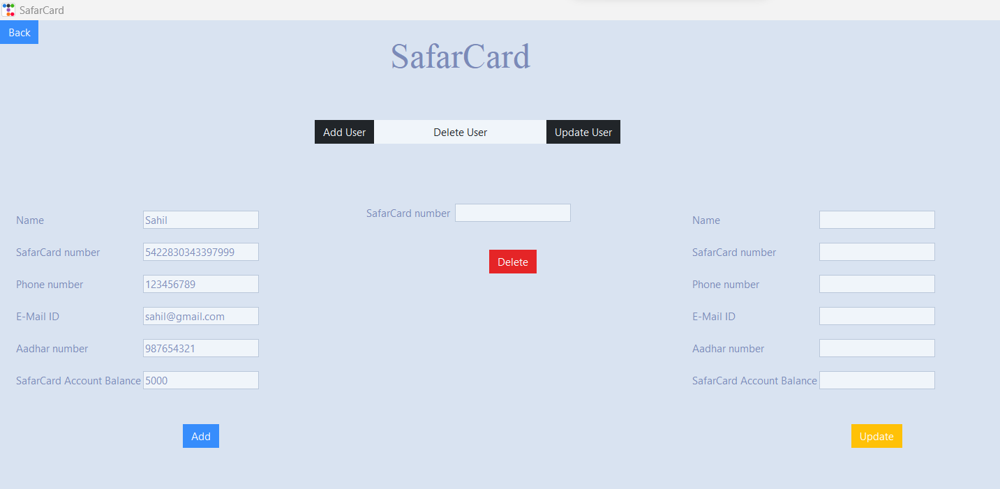 SafarCard
Back
SafarCard
Add User
Delete User
Update User
Name
Sahil
SafarCard number
5422830343397999
Phone number
123456789
E-Mail ID
sahil@gmail.com
Aadhar number
987654321
SafarCard Account Balance
5000
Add
SafarCard number
Delete
Name
SafarCard number
Phone number
E-Mail ID
Aadhar number
SafarCard Account Balance
Update